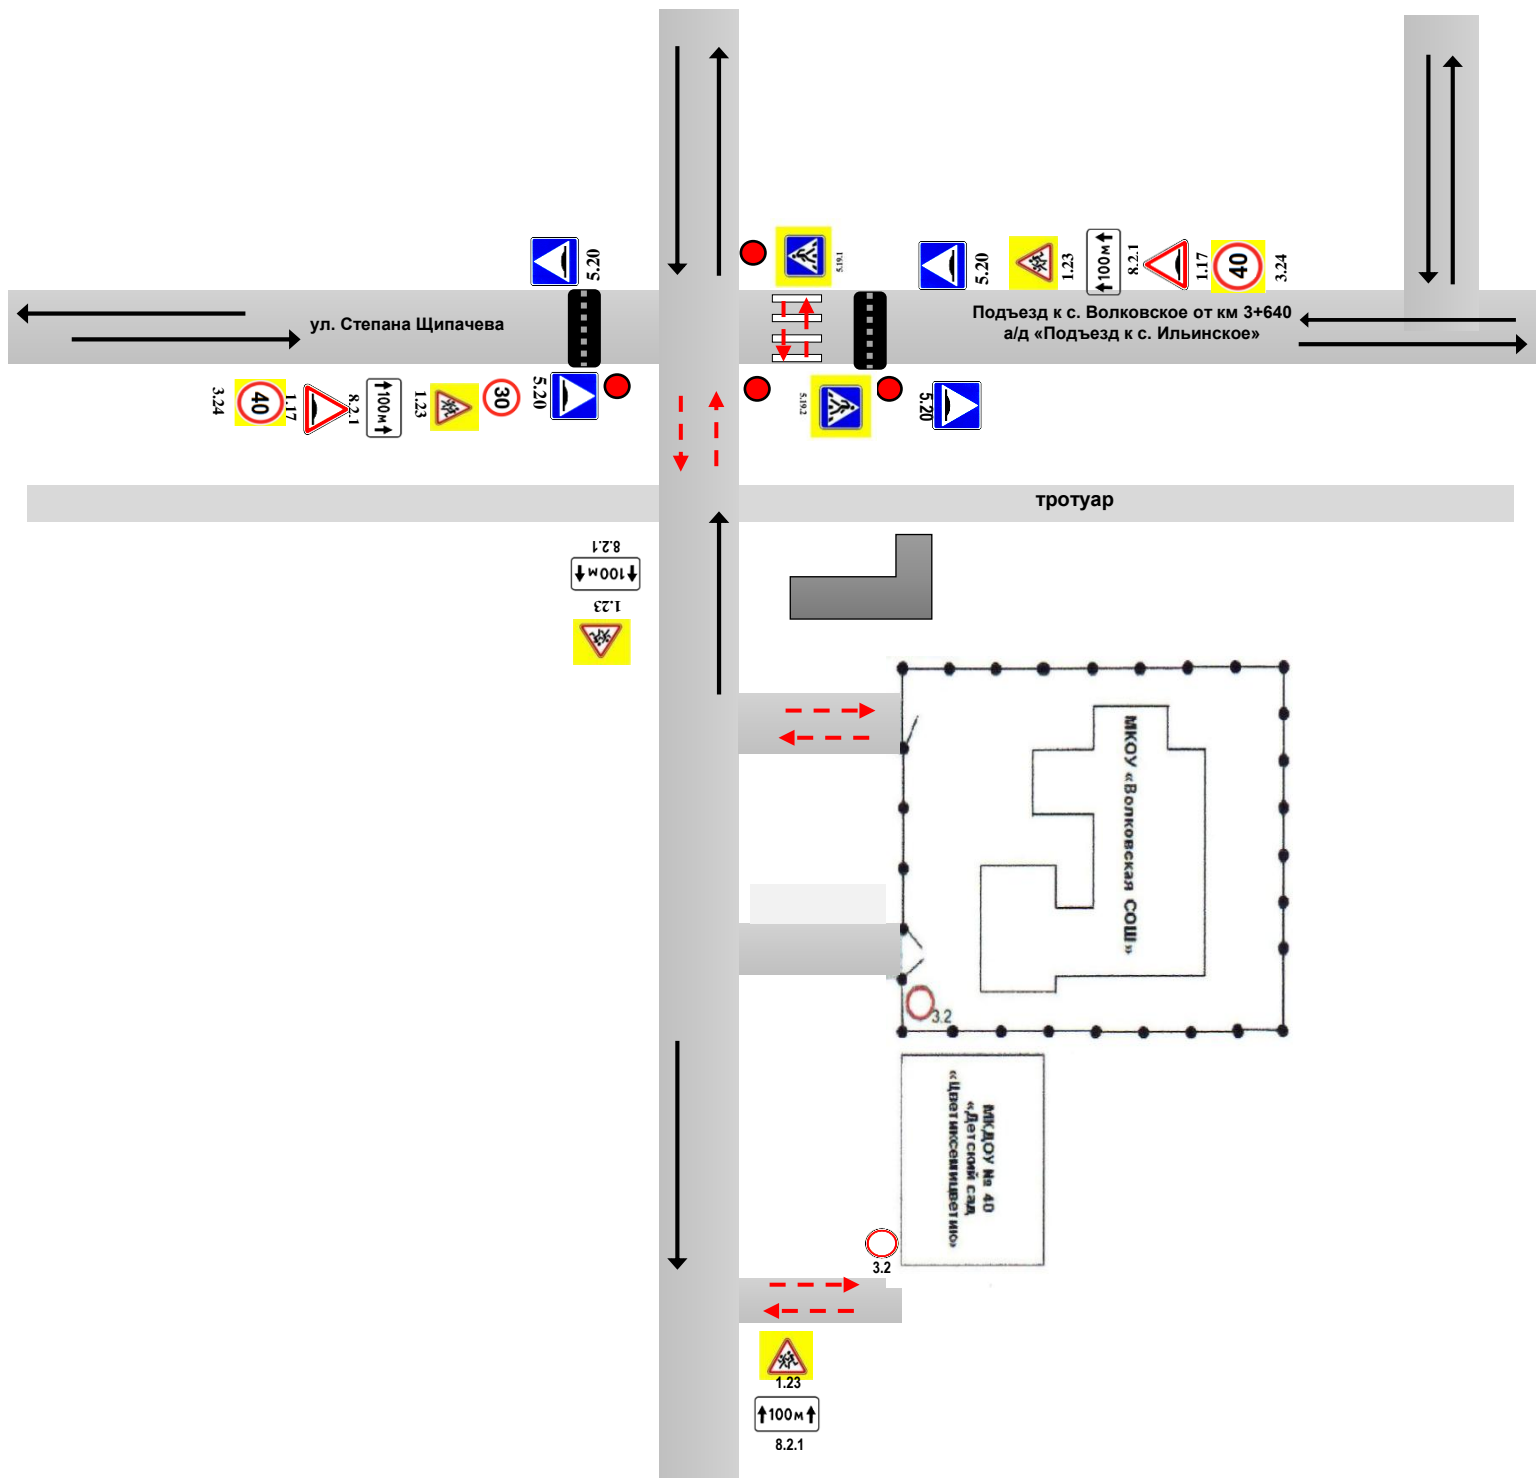 5.20
5.19.1
5.20
1.23
100м
8.2.1
1.17
40
3.24
ул. Степана Щипачева
Подъезд к с. Волковское от км 3+640
а/д «Подъезд к с. Ильинское»
3.24
40
1.17
8.2.1
100м
1.23
30
5.20
5.19.2
5.20
тротуар
8.2.1
100м
1.23
МКОУ «Волковская СОШ»
3.2
МКДОУ № 40
«Детский сад
«Цветиксемицветик»
3.2
1.23
100м
8.2.1